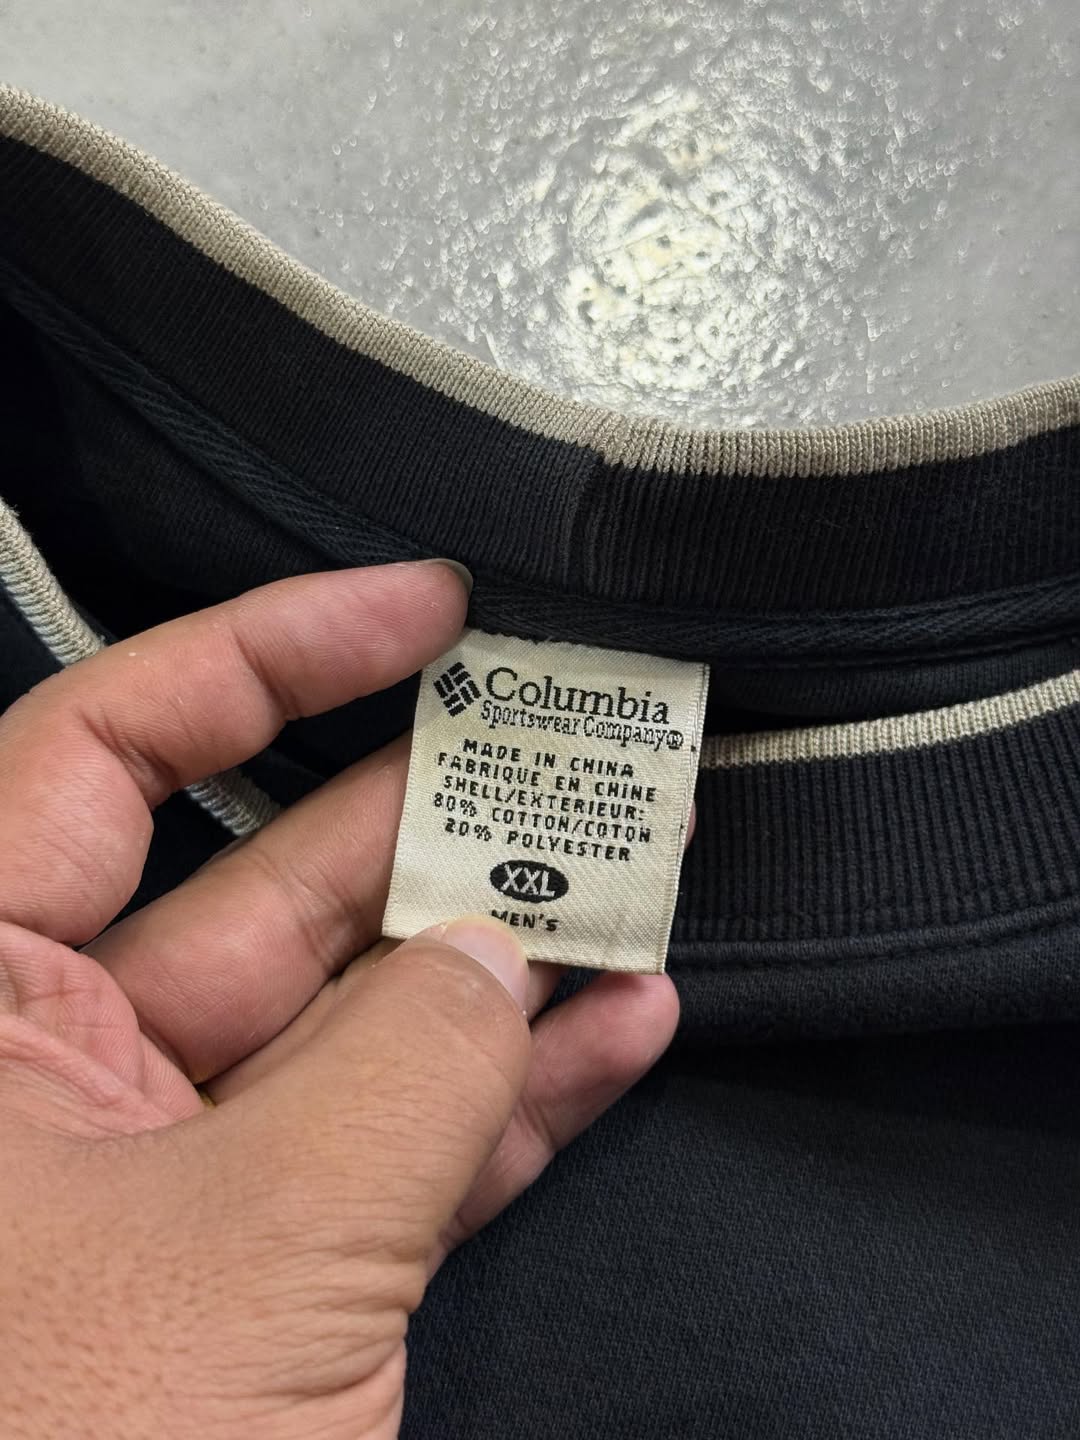 Columbia
Sportswear Company®
MADE IN CHINA
FABRIQUE EN CHINE
SHELL/EXTERIEUR:
80% COTTON/COTON
20% POLYESTER
XXL
MEN'S